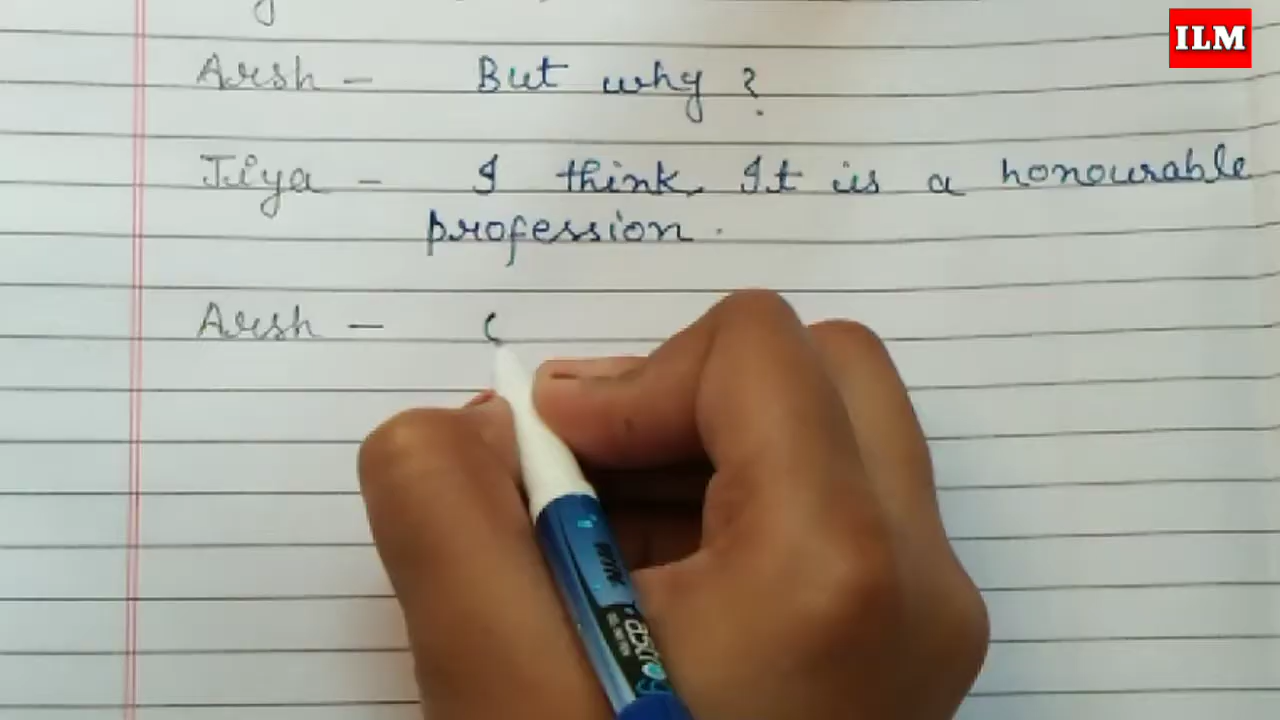 ILM
Arsh - But why ?
Jiya - I think, It is a honourable
profession.
Arsh -